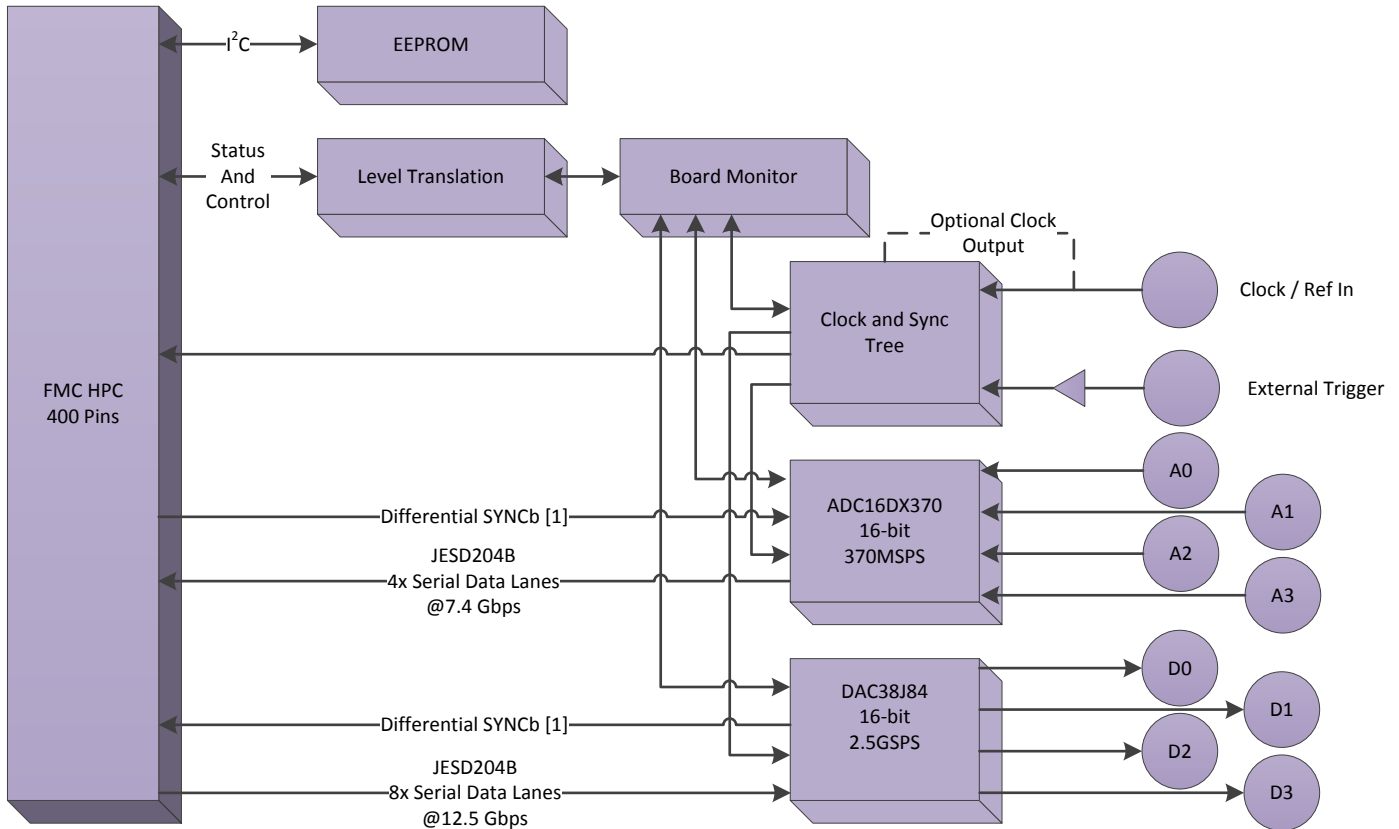 I²C
EEPROM
Status
And
Control
Level Translation
Board Monitor
Optional Clock
Output
Clock and Sync
Tree
Clock / Ref In
External Trigger
FMC HPC
400 Pins
A0
A1
A2
A3
ADC16DX370
16-bit
370MSPS
Differential SYNCb [1]
JESD204B
4x Serial Data Lanes
@7.4 Gbps
D0
D1
D2
D3
DAC38J84
16-bit
2.5GSPS
Differential SYNCb [1]
JESD204B
8x Serial Data Lanes
@12.5 Gbps